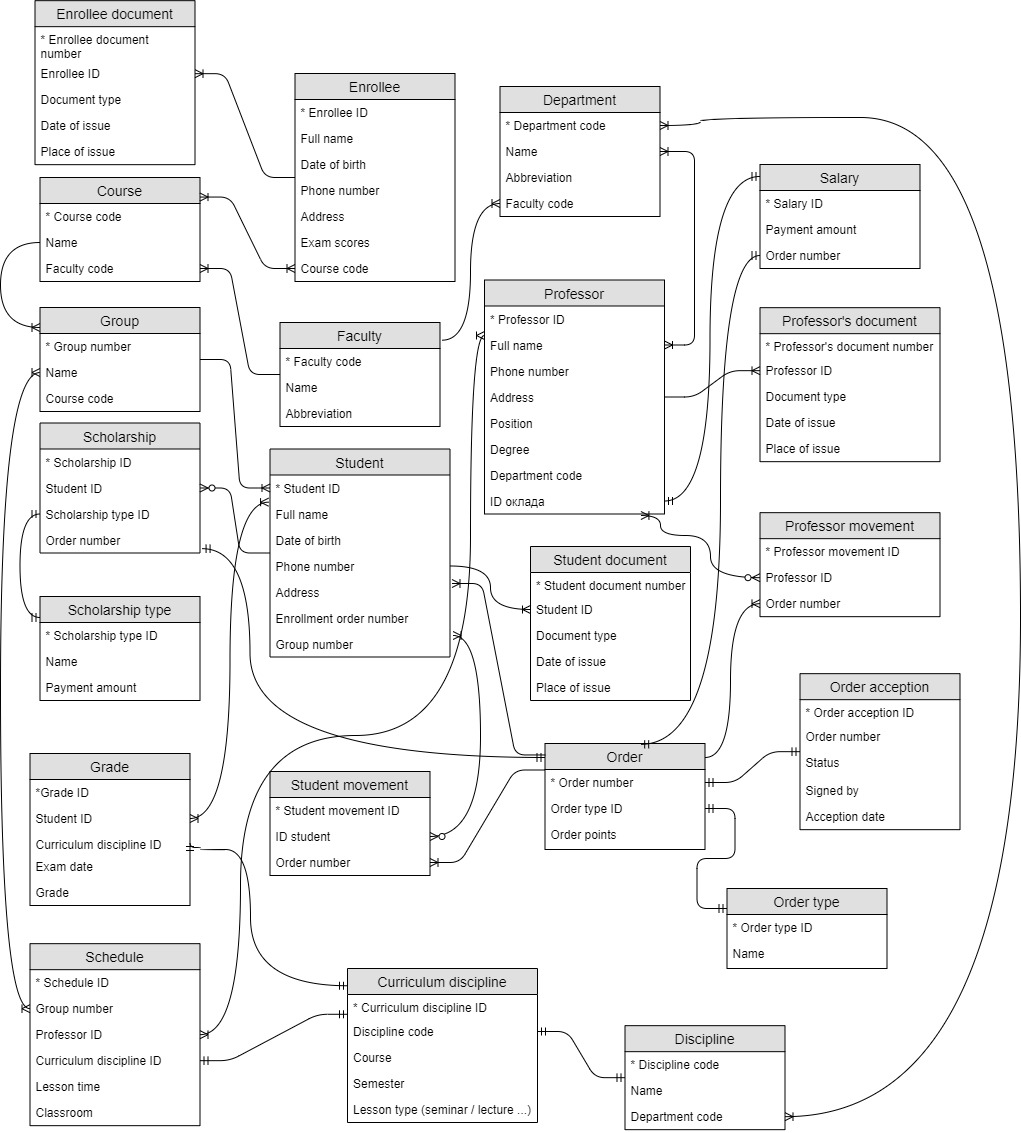 Enrollee document
* Enrollee document
number
Enrollee ID
Document type
Date of issue
Place of issue
Enrollee
* Enrollee ID
Full name
Date of birth
Phone number
Address
Exam scores
Course code
Department
* Department code
Name
Abbreviation
Faculty code
Course
* Course code
Name
Faculty code
Salary
* Salary ID
Payment amount
Order number
Group
* Group number
Name
Course code
Faculty
* Faculty code
Name
Abbreviation
Professor
* Professor ID
Full name
Phone number
Address
Position
Degree
Department code
ID оклада
Professor's document
* Professor's document number
Professor ID
Document type
Date of issue
Place of issue
Scholarship
* Scholarship ID
Student ID
Scholarship type ID
Order number
Student
* Student ID
Full name
Date of birth
Phone number
Address
Enrollment order number
Group number
Student document
* Student document number
Student ID
Document type
Date of issue
Place of issue
Professor movement
* Professor movement ID
Professor ID
Order number
Scholarship type
* Scholarship type ID
Name
Payment amount
Order acception
* Order acception ID
Order number
Status
Signed by
Acception date
Grade
*Grade ID
Student ID
Curriculum discipline ID
Exam date
Grade
Student movement
* Student movement ID
ID student
Order number
Order
* Order number
Order type ID
Order points
Order type
* Order type ID
Name
Schedule
* Schedule ID
Group number
Professor ID
Curriculum discipline ID
Lesson time
Classroom
Curriculum discipline
* Curriculum discipline ID
Discipline code
Course
Semester
Lesson type (seminar / lecture ...)
Discipline
* Discipline code
Name
Department code